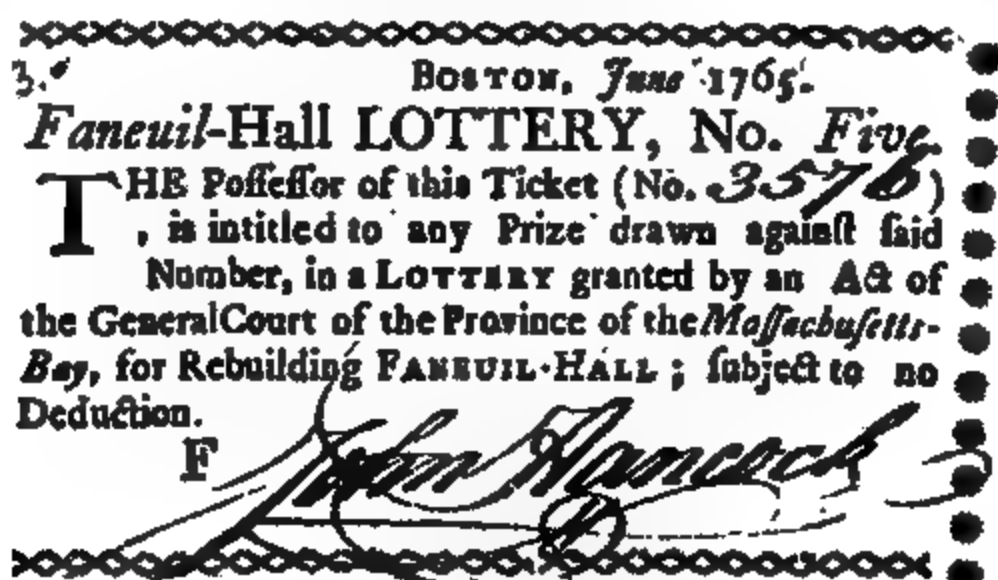 3.
BOSTON, June 1765.
Faneuil-Hall LOTTERY, No. Five.
THE Poſſeſſor of this Ticket (No. 3576)
, is intitled to any Prize drawn againſt ſaid
Number, in a LOTTERY granted by an Act of
the General Court of the Province of the Maſſachuſetts-
Bay, for Rebuilding FANEUIL-HALL; ſubject to no
Deduction.
F
John Hancock